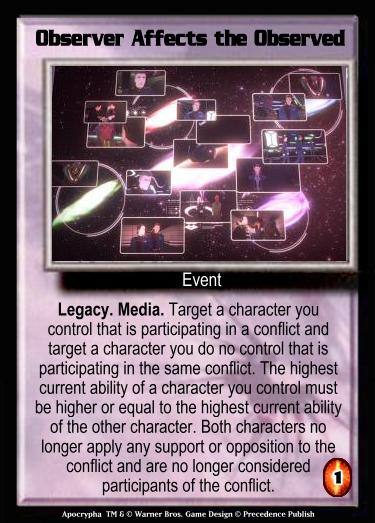 Observer Affects the Observed
Event
Legacy. Media. Target a character you
control that is participating in a conflict and
target a character you do no control that is
participating in the same conflict. The highest
current ability of a character you control must
be higher or equal to the highest current ability
of the other character. Both characters no
longer apply any support or opposition to the
conflict and are no longer considered
participants of the conflict.
1
Apocrypha TM & © Warner Bros. Game Design © Precedence Publish